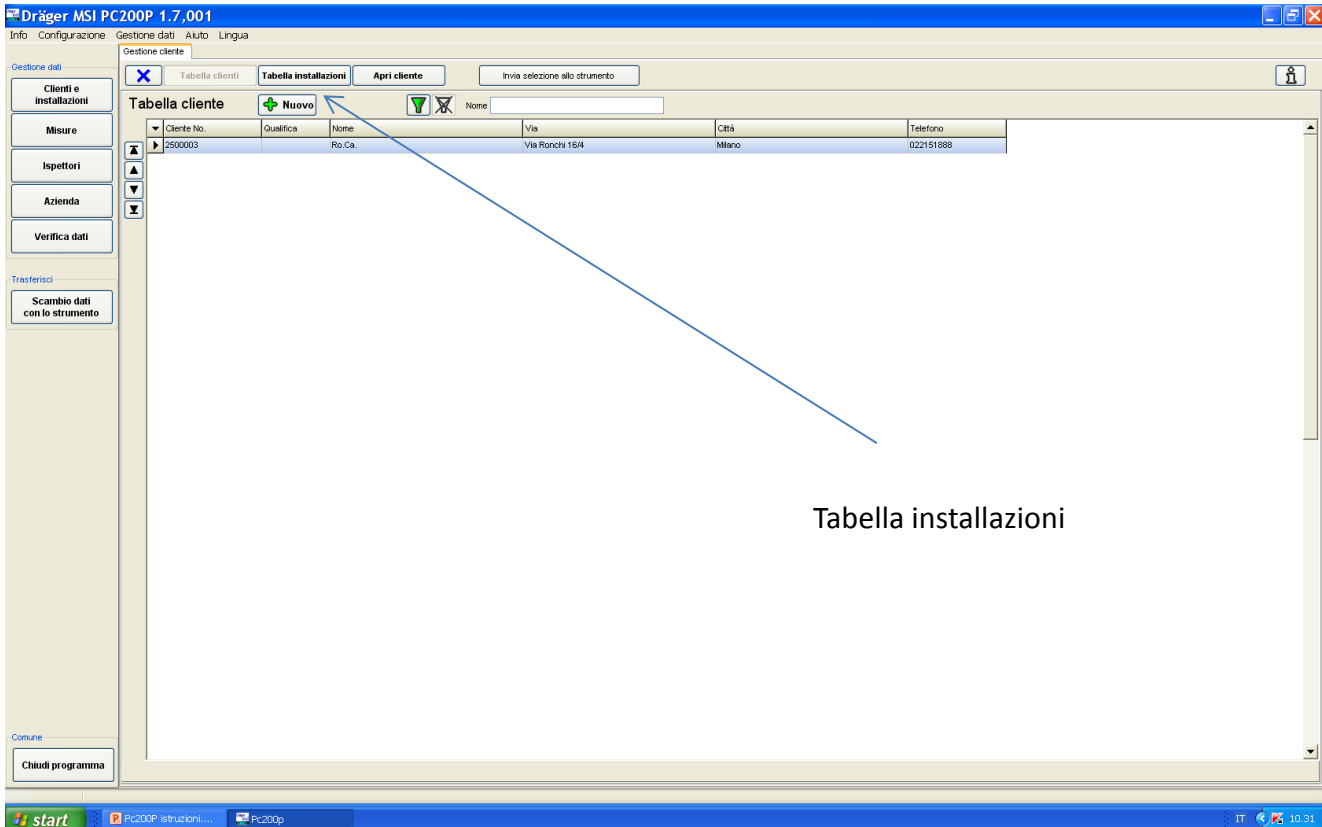 Dräger MSI PC200P 1.7,001
Info Configurazione Gestione dati Aiuto Lingua
Gestione cliente
Gestione dati
Clienti e
installazioni
Misure
Ispettori
Azienda
Verifica dati
Trasferisci
Scambio dati
con lo strumento
Comune
Chiudi programma
Tabella clienti Tabella installazioni Apri cliente Invia selezione allo strumento
Tabella cliente Nuovo Nome
Cliente No. Qualifica Nome Via Città Telefono
2500003 Ro.Ca. Via Ronchi 16/4 Milano 022151888
Tabella installazioni
start Pc200P istruzioni.... Pc200p IT 10.31